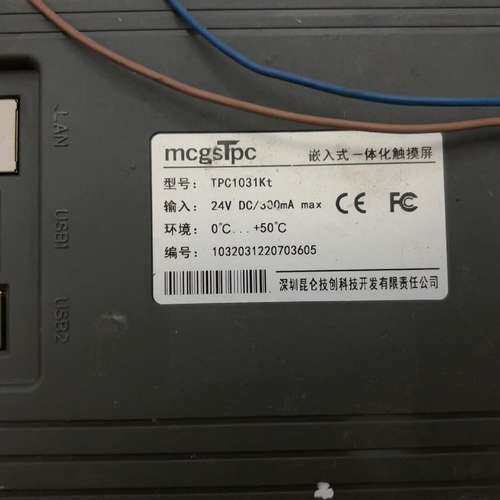 LAN
USB1
USB2
mcgsTpc 嵌入式一体化触摸屏
型号: TPC1031Kt
输入: 24V DC/300mA max CE FC
环境: 0℃...+50℃
编号: 1032031220703605
深圳昆仑技创科技开发有限责任公司